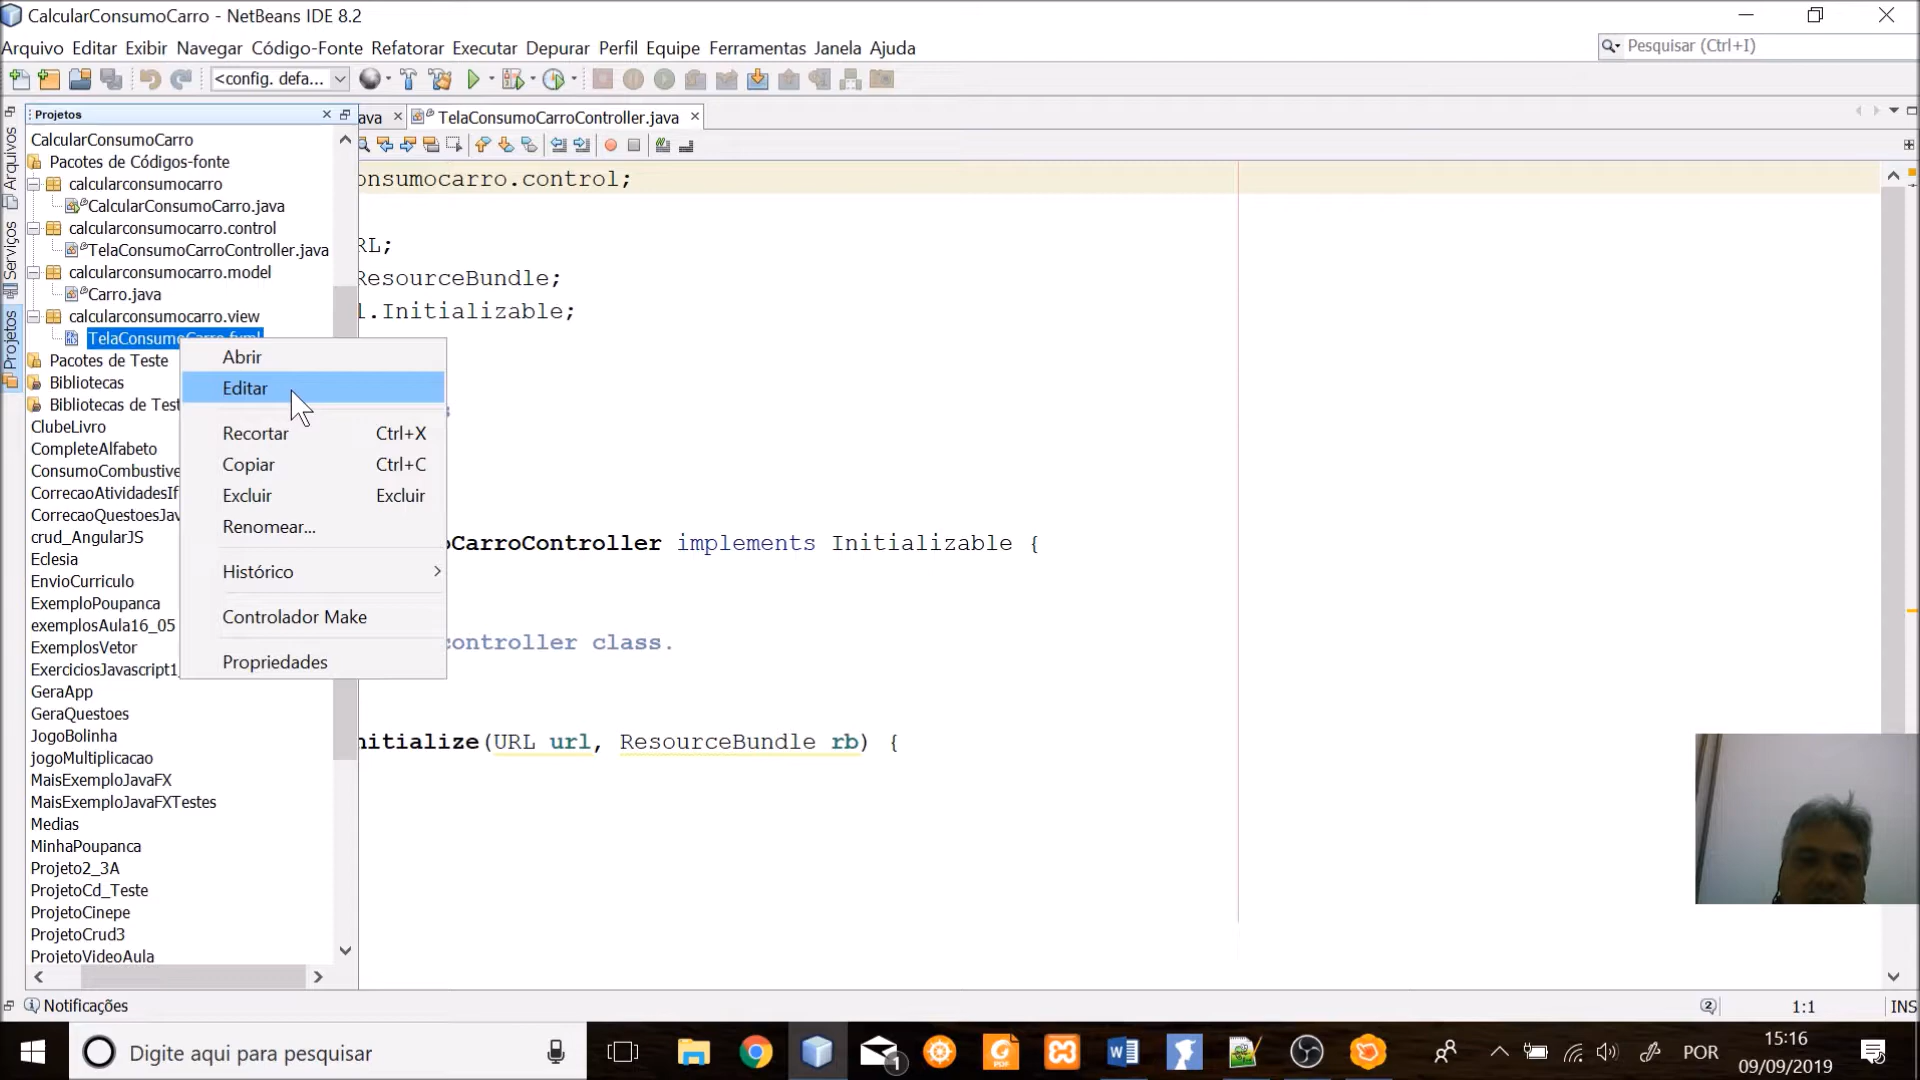 CalcularConsumoCarro - NetBeans IDE 8.2
Arquivo Editar Exibir Navegar Código-Fonte Refatorar Executar Depurar Perfil Equipe Ferramentas Janela Ajuda
Pesquisar (Ctrl+I)
<config. defa...
Projetos
ava
TelaConsumoCarroController.java
Arquivos
Serviços
Projetos
CalcularConsumoCarro
Pacotes de Códigos-fonte
calcularconsumocarro
CalcularConsumoCarro.java
calcularconsumocarro.control
TelaConsumoCarroController.java
calcularconsumocarro.model
Carro.java
calcularconsumocarro.view
TelaConsumoCarro.fxml
Pacotes de Teste
Bibliotecas
Bibliotecas de Test
ClubeLivro
CompleteAlfabeto
ConsumoCombustive
CorrecaoAtividadesIf
CorrecaoQuestoesJav
crud_AngularJS
Eclesia
EnvioCurriculo
ExemploPoupanca
exemplosAula16_05
ExemplosVetor
ExerciciosJavascript1_
GeraApp
GeraQuestoes
JogoBolinha
jogoMultiplicacao
MaisExemploJavaFX
MaisExemploJavaFXTestes
Medias
MinhaPoupanca
Projeto2_3A
ProjetoCd_Teste
ProjetoCinepe
ProjetoCrud3
ProjetoVideoAula
Abrir
Editar
Recortar Ctrl+X
Copiar Ctrl+C
Excluir Excluir
Renomear...
Histórico
Controlador Make
Propriedades
onsumocarro.control;
RL;
ResourceBundle;
l.Initializable;
s
oCarroController implements Initializable {
controller class.
nitialize(URL url, ResourceBundle rb) {
Notificações
2
1:1
INS
Digite aqui para pesquisar
1
POR
15:16
09/09/2019